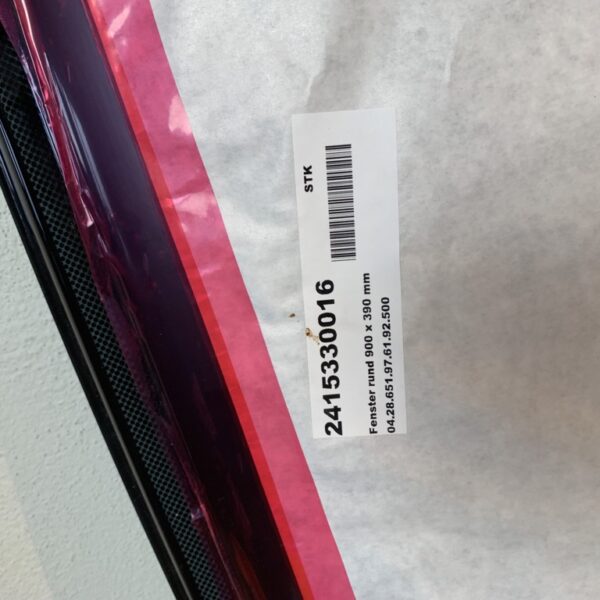 2415330016
STK
Fenster rund 900 x 390 mm
04.28.651.97.61.92.500